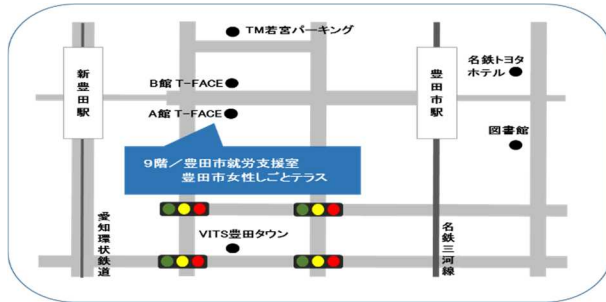 TM若宮パーキング
新豊田駅
B館 T-FACE
A館 T-FACE
豊田市駅
名鉄トヨタ
ホテル
図書館
9階／豊田市就労支援室
豊田市女性しごとテラス
愛知環状鉄道
VITS豊田タウン
名鉄三河線